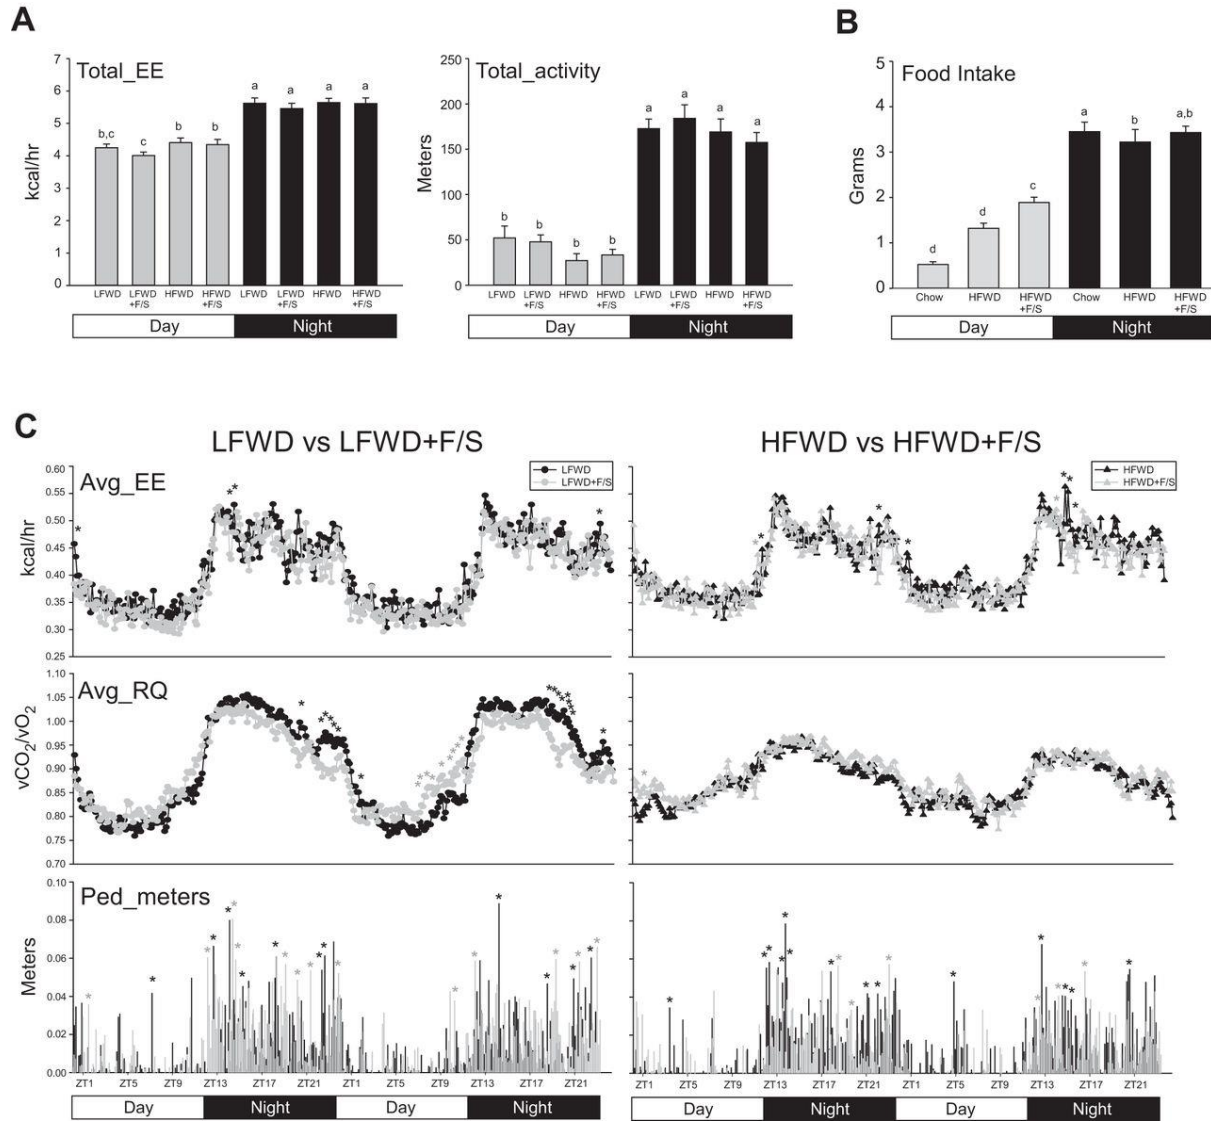 A
B
Total_EE
kcal/hr
7
6
5
4
3
2
1
0
b,c
c
b
b
a
a
a
a
LFWD
LFWD
+F/S
HFWD
HFWD
+F/S
LFWD
LFWD
+F/S
HFWD
HFWD
+F/S
Day
Night
Total_activity
Meters
250
200
150
100
50
0
b
b
b
b
a
a
a
a
LFWD
LFWD
+F/S
HFWD
HFWD
+F/S
LFWD
LFWD
+F/S
HFWD
HFWD
+F/S
Day
Night
Food Intake
Grams
5
4
3
2
1
0
d
d
c
a
b
a,b
Chow
HFWD
HFWD
+F/S
Chow
HFWD
HFWD
+F/S
Day
Night
C
LFWD vs LFWD+F/S
HFWD vs HFWD+F/S
Avg_EE
kcal/hr
0.60
0.55
0.50
0.45
0.40
0.35
0.30
0.25
LFWD
LFWD+F/S
HFWD
HFWD+F/S
Avg_RQ
vCO2/vO2
1.10
1.05
1.00
0.95
0.90
0.85
0.80
0.75
0.70
Ped_meters
Meters
0.10
0.08
0.06
0.04
0.02
0.00
ZT1 ZT5 ZT9 ZT13 ZT17 ZT21 ZT1 ZT5 ZT9 ZT13 ZT17 ZT21
Day Night Day Night
ZT1 ZT5 ZT9 ZT13 ZT17 ZT21 ZT1 ZT5 ZT9 ZT13 ZT17 ZT21
Day Night Day Night